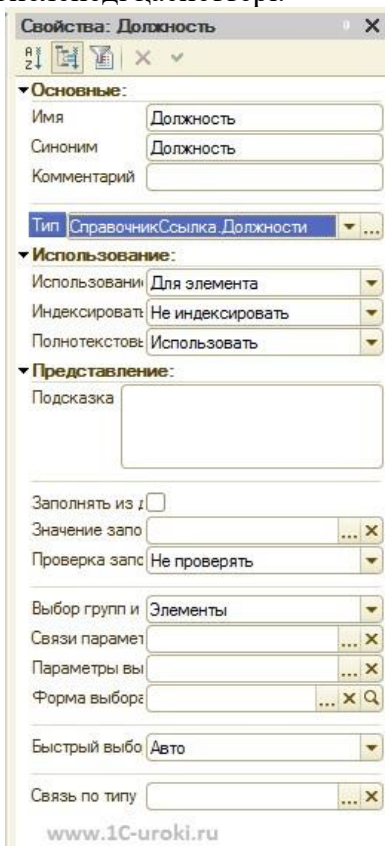 Свойства: Должность
Основные:
Имя Должность
Синоним Должность
Комментарий
Тип СправочникСсылка.Должности
Использование:
Использовани Для элемента
Индексировать Не индексировать
Полнотекстовь Использовать
Представление:
Подсказка
Заполнять из д
Значение запо
Проверка запо Не проверять
Выбор групп и Элементы
Связи парамет
Параметры вы
Форма выбора
Быстрый выбо Авто
Связь по типу
www.1C-uroki.ru